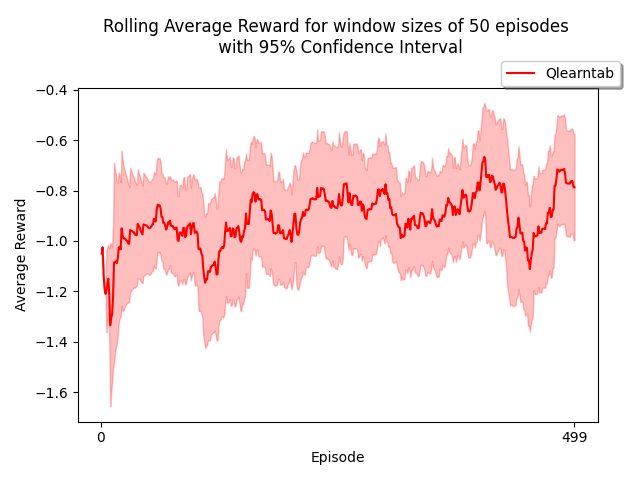 Rolling Average Reward for window sizes of 50 episodes
with 95% Confidence Interval
Qlearntab
−0.4
−0.6
−0.8
−1.0
−1.2
−1.4
−1.6
Average Reward
0
499
Episode